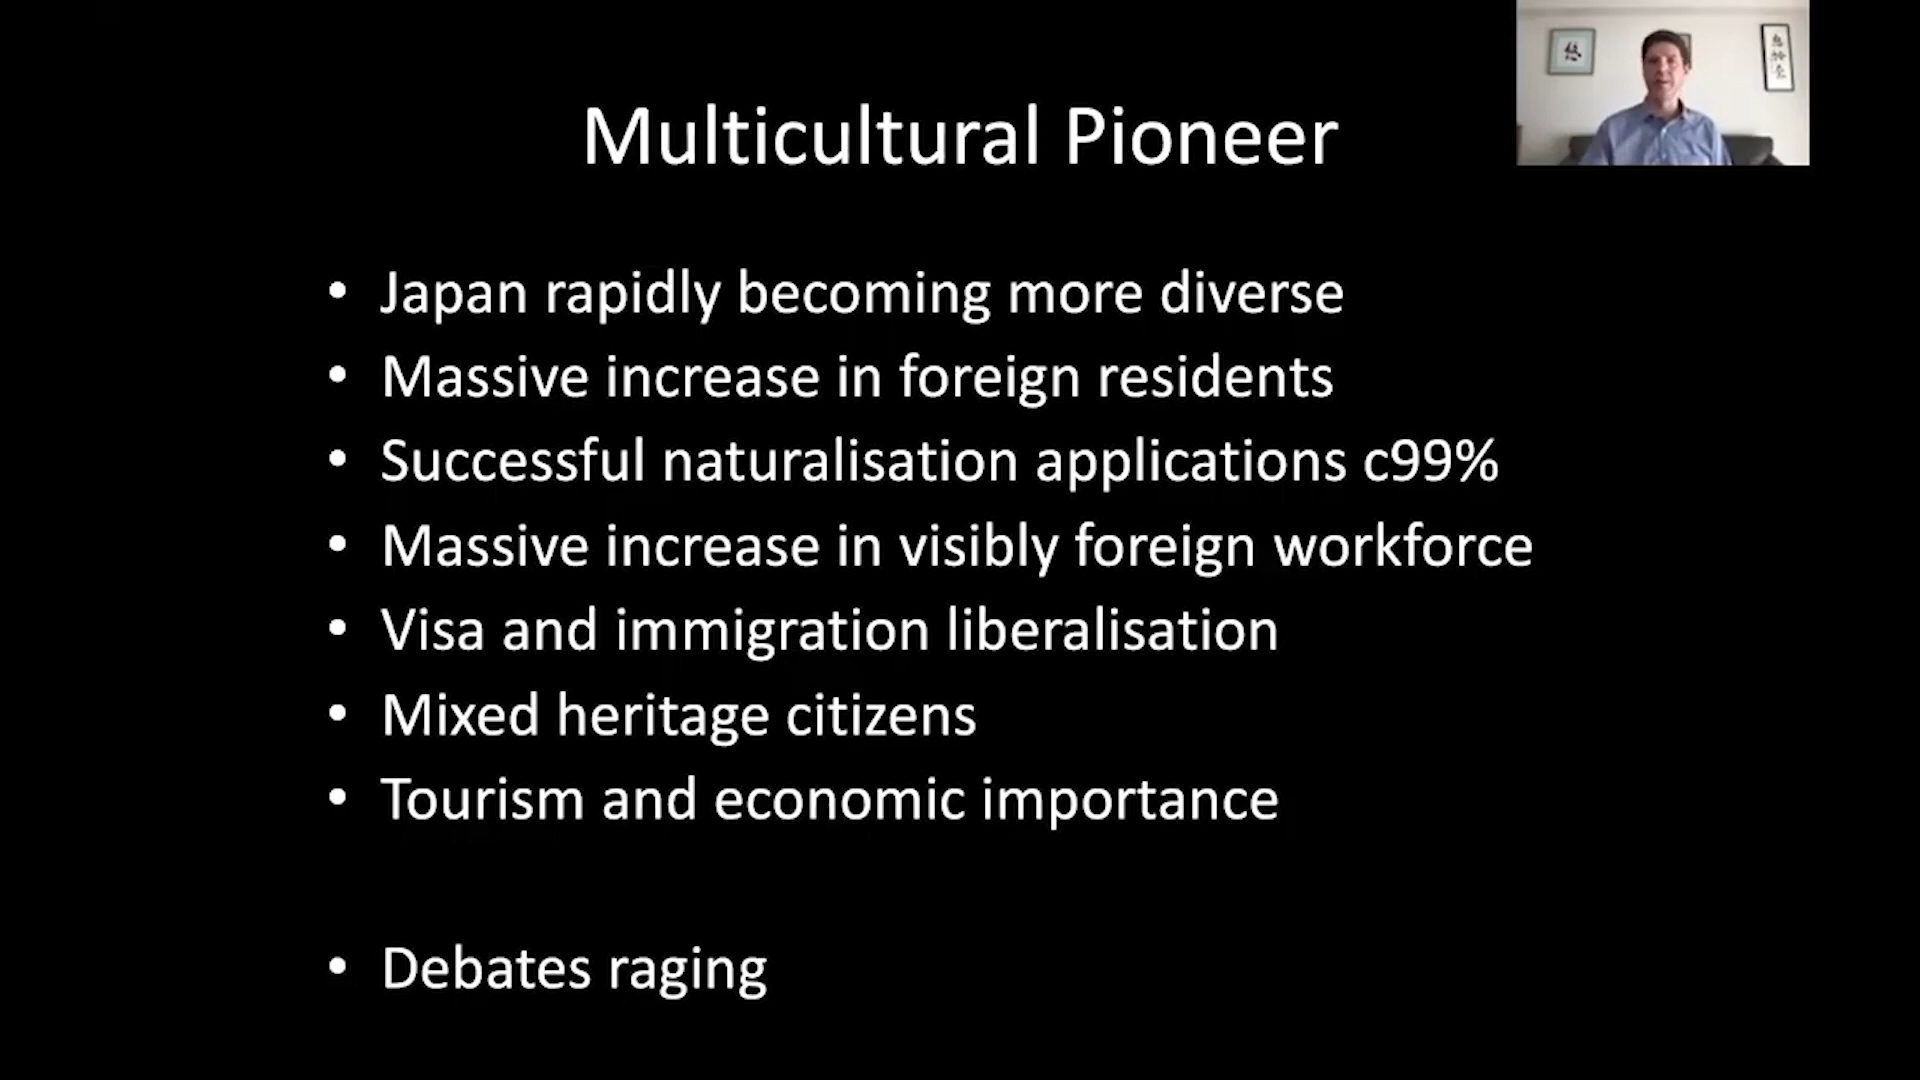 Multicultural Pioneer
• Japan rapidly becoming more diverse
• Massive increase in foreign residents
• Successful naturalisation applications c99%
• Massive increase in visibly foreign workforce
• Visa and immigration liberalisation
• Mixed heritage citizens
• Tourism and economic importance
• Debates raging